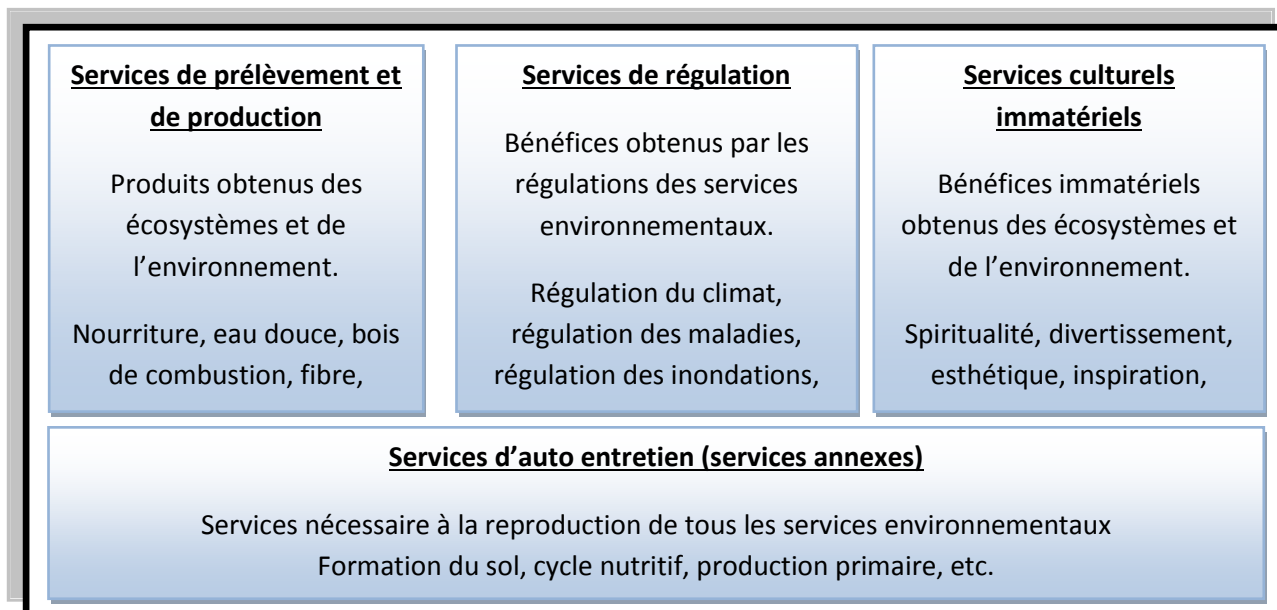 Services de prélèvement et
de production
Produits obtenus des
écosystèmes et de
l’environnement.
Nourriture, eau douce, bois
de combustion, fibre,
Services de régulation
Bénéfices obtenus par les
régulations des services
environnementaux.
Régulation du climat,
régulation des maladies,
régulation des inondations,
Services culturels
immatériels
Bénéfices immatériels
obtenus des écosystèmes et
de l’environnement.
Spiritualité, divertissement,
esthétique, inspiration,
Services d’auto entretien (services annexes)
Services nécessaire à la reproduction de tous les services environnementaux
Formation du sol, cycle nutritif, production primaire, etc.